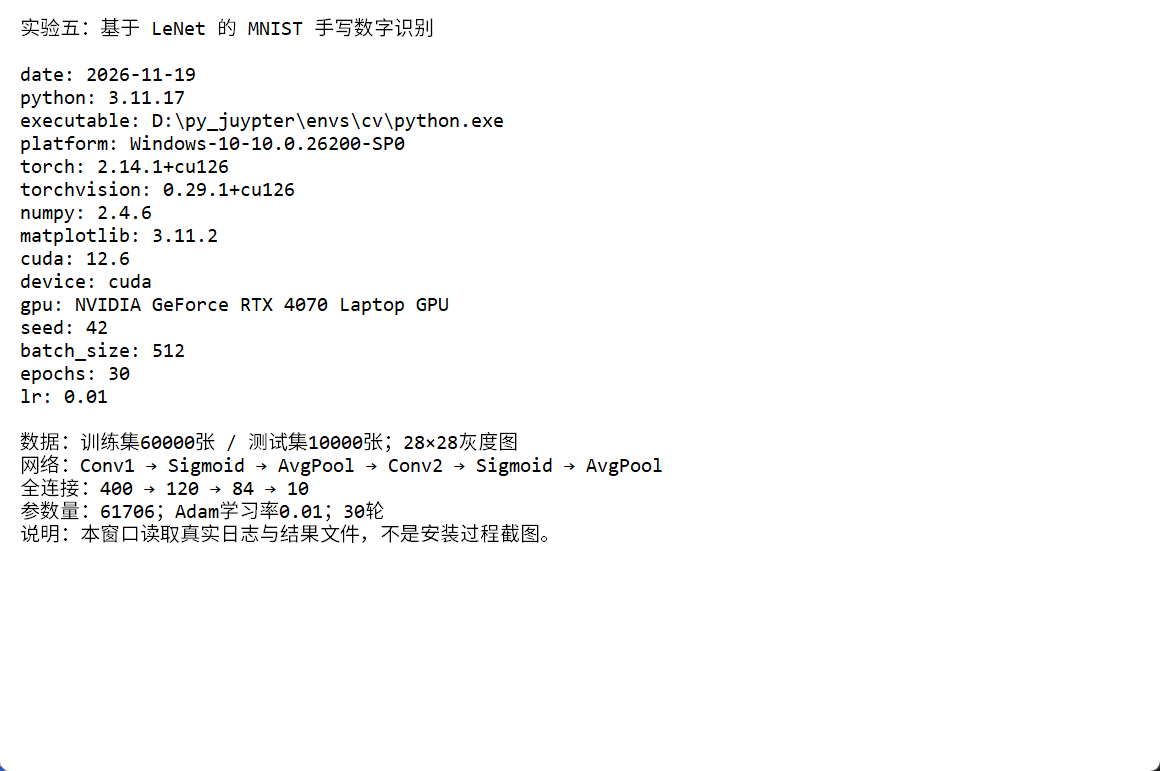 实验五：基于 LeNet 的 MNIST 手写数字识别
date: 2026-11-19
python: 3.11.17
executable: D:\py_juypter\envs\cv\python.exe
platform: Windows-10-10.0.26200-SP0
torch: 2.14.1+cu126
torchvision: 0.29.1+cu126
numpy: 2.4.6
matplotlib: 3.11.2
cuda: 12.6
device: cuda
gpu: NVIDIA GeForce RTX 4070 Laptop GPU
seed: 42
batch_size: 512
epochs: 30
lr: 0.01
数据：训练集60000张 / 测试集10000张；28×28灰度图
网络：Conv1 → Sigmoid → AvgPool → Conv2 → Sigmoid → AvgPool
全连接：400 → 120 → 84 → 10
参数量：61706；Adam学习率0.01；30轮
说明：本窗口读取真实日志与结果文件，不是安装过程截图。